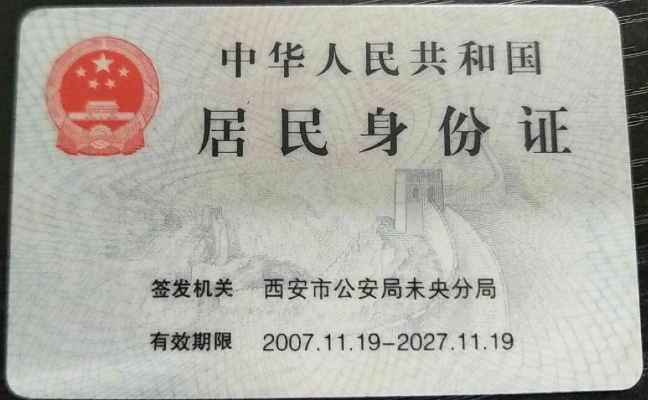 中华人民共和国
居民身份证
签发机关 西安市公安局未央分局
有效期限 2007.11.19-2027.11.19